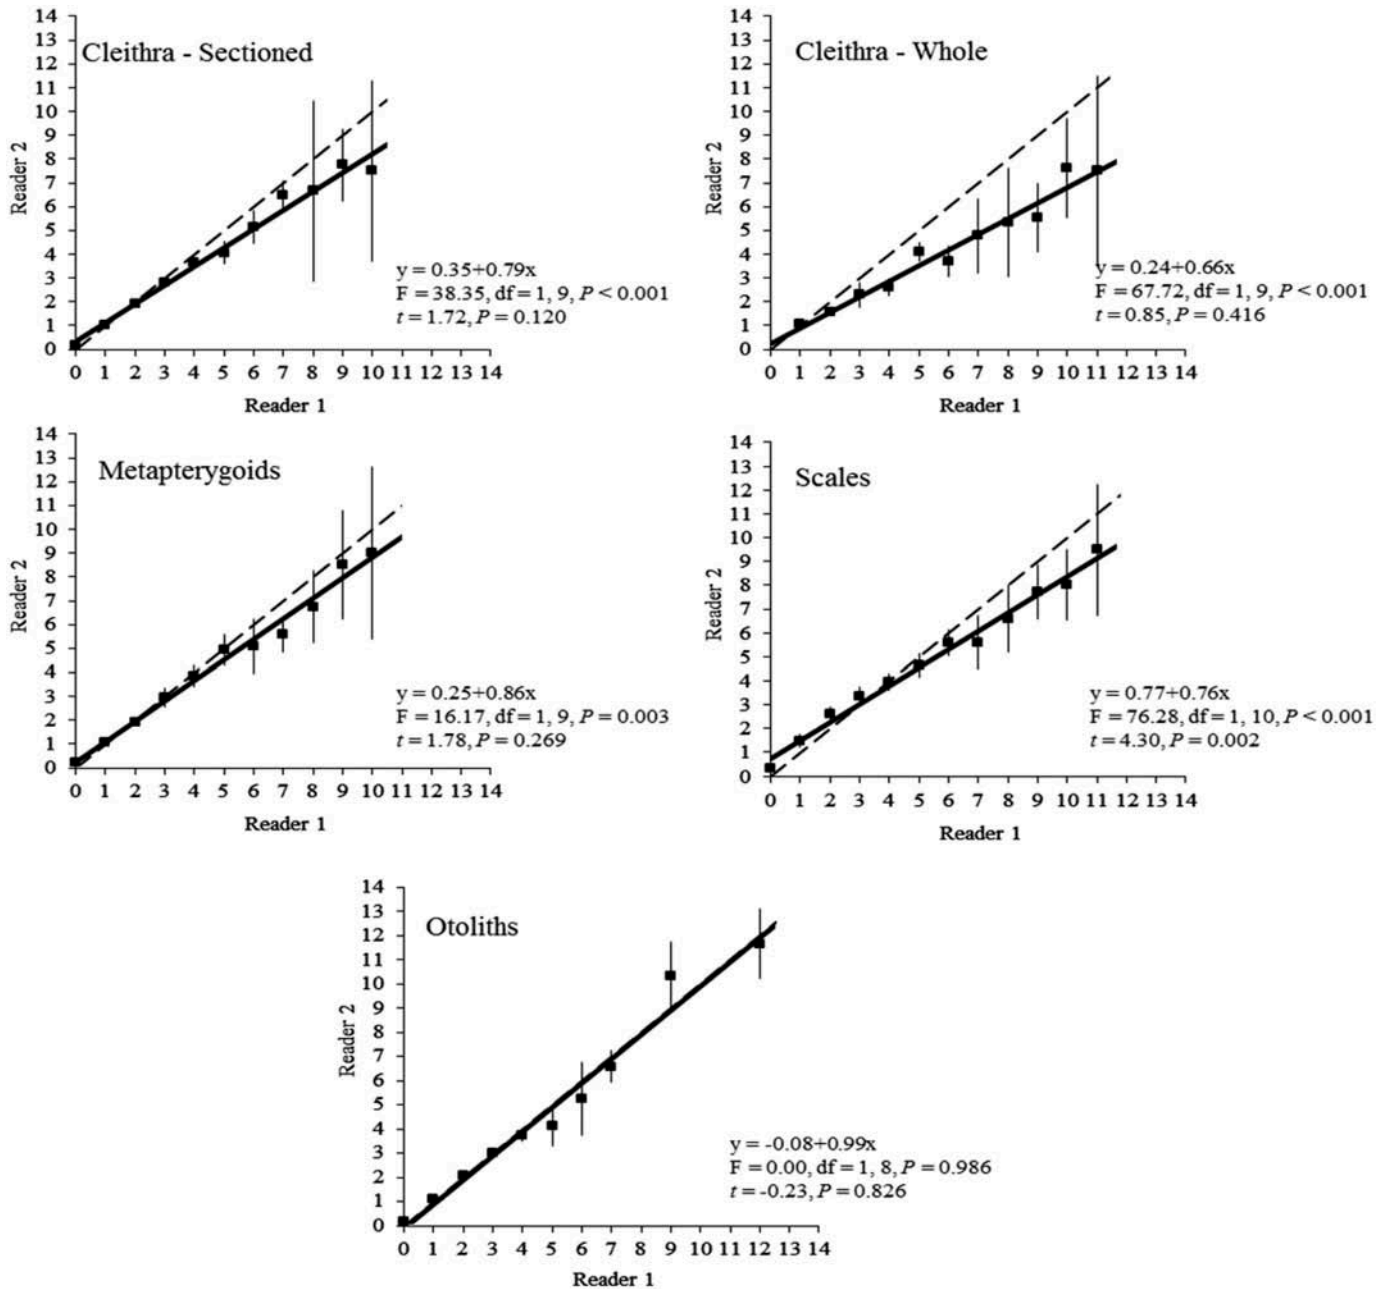 Cleithra - Sectioned
14
13
12
11
10
9
8
7
6
5
4
3
2
1
0
Reader 2
y = 0.35+0.79x
F = 38.35, df = 1, 9, P < 0.001
t = 1.72, P = 0.120
0 1 2 3 4 5 6 7 8 9 10 11 12 13 14
Reader 1
Cleithra - Whole
14
13
12
11
10
9
8
7
6
5
4
3
2
1
0
Reader 2
y = 0.24+0.66x
F = 67.72, df = 1, 9, P < 0.001
t = 0.85, P = 0.416
0 1 2 3 4 5 6 7 8 9 10 11 12 13 14
Reader 1
Metapterygoids
14
13
12
11
10
9
8
7
6
5
4
3
2
1
0
Reader 2
y = 0.25+0.86x
F = 16.17, df = 1, 9, P = 0.003
t = 1.78, P = 0.269
0 1 2 3 4 5 6 7 8 9 10 11 12 13 14
Reader 1
Scales
14
13
12
11
10
9
8
7
6
5
4
3
2
1
0
Reader 2
y = 0.77+0.76x
F = 76.28, df = 1, 10, P < 0.001
t = 4.30, P = 0.002
0 1 2 3 4 5 6 7 8 9 10 11 12 13 14
Reader 1
Otoliths
14
13
12
11
10
9
8
7
6
5
4
3
2
1
0
Reader 2
y = -0.08+0.99x
F = 0.00, df = 1, 8, P = 0.986
t = -0.23, P = 0.826
0 1 2 3 4 5 6 7 8 9 10 11 12 13 14
Reader 1